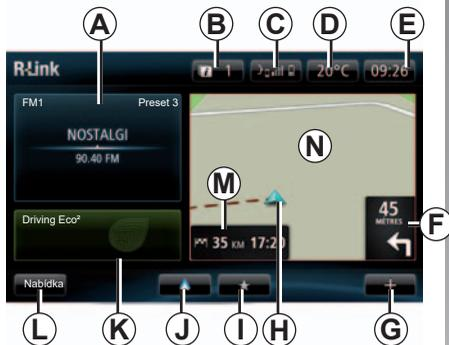 A
B
C
D
E
R-Link
1
20°C
09:26
FM1 Preset 3
NOSTALGI
90.40 FM
N
M
45
METRES
F
Driving Eco²
35 KM 17:20
Nabídka
L
K
J
I
H
G